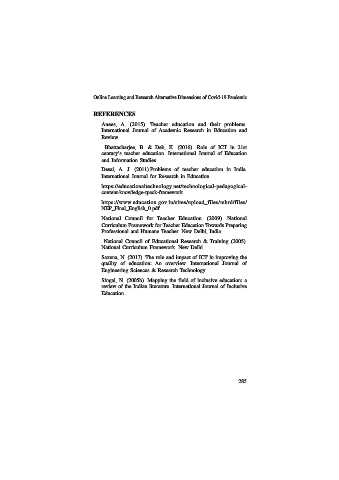 Online Learning and Research Alternative Dimensions of Covid-19 Pandemic
REFERENCES
Anees, A. (2015). Teacher education and their problems.
International Journal of Academic Research in Education and
Review
Bhattacharjee, B. & Deb, K. (2016). Role of ICT in 21st
century's teacher education. International Journal of Education
and Information Studies
Desai, A. J. (2011) Problems of teacher education in India.
International Journal for Research in Education
https://educationaltechnology.net/technological-pedagogical-
content-knowledge-tpack-framework
https://www.education.gov.in/sites/upload_files/mhrd/files/
NEP_Final_English_0.pdf
National Council for Teacher Education. (2009). National
Curriculum Framework for Teacher Education Towards Preparing
Professional and Humane Teacher. New Delhi, India
National Council of Educational Research & Training (2005).
National Curriculum Framework. New Delhi
Saxena, N. (2017). The role and impact of ICT in improving the
quality of education: An overview. International Journal of
Engineering Sciences & Research Technology
Singal, N. (2005b). Mapping the field of inclusive education: a
review of the Indian literature. International Journal of Inclusive
Education.
285